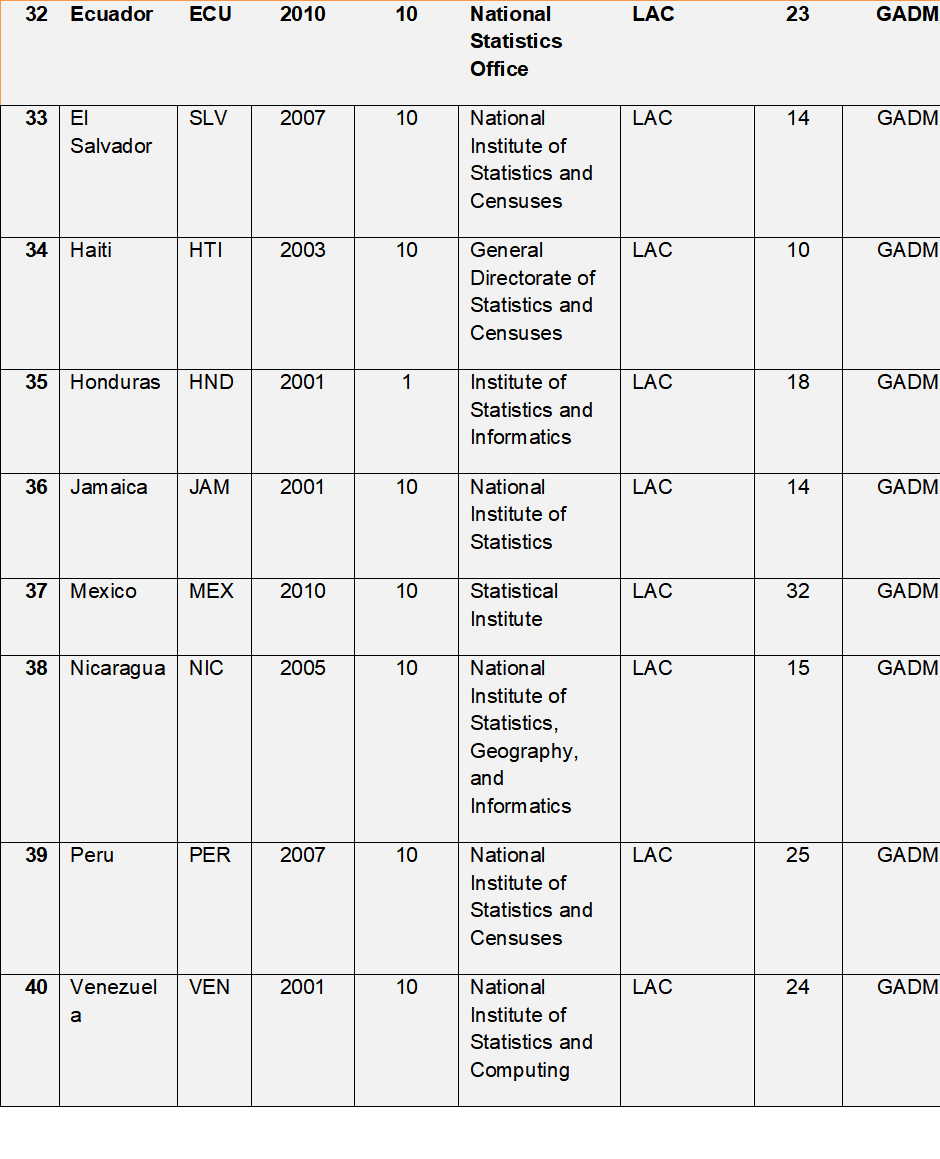 32 Ecuador ECU 2010 10 National LAC 23 GADM
Statistics
Office
33 El SLV 2007 10 National LAC 14 GADM
Salvador Institute of
Statistics and
Censuses
34 Haiti HTI 2003 10 General LAC 10 GADM
Directorate of
Statistics and
Censuses
35 Honduras HND 2001 1 Institute of LAC 18 GADM
Statistics and
Informatics
36 Jamaica JAM 2001 10 National LAC 14 GADM
Institute of
Statistics
37 Mexico MEX 2010 10 Statistical LAC 32 GADM
Institute
38 Nicaragua NIC 2005 10 National LAC 15 GADM
Institute of
Statistics,
Geography,
and
Informatics
39 Peru PER 2007 10 National LAC 25 GADM
Institute of
Statistics and
Censuses
40 Venezuel VEN 2001 10 National LAC 24 GADM
a Institute of
Statistics and
Computing